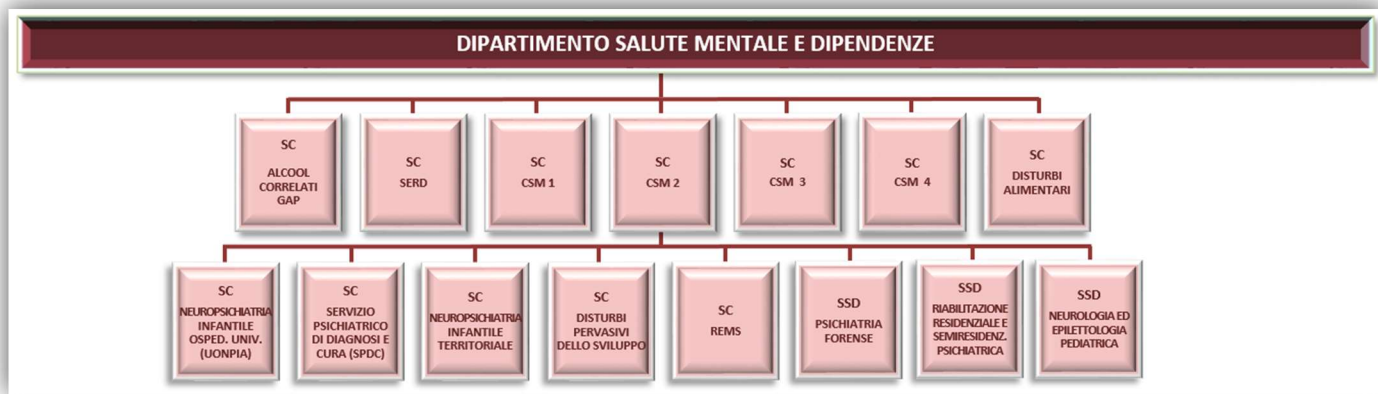 DIPARTIMENTO SALUTE MENTALE E DIPENDENZE
SC
ALCOOL
CORRELATI
GAP
SC
SERD
SC
CSM 1
SC
CSM 2
SC
CSM 3
SC
CSM 4
SC
DISTURBI
ALIMENTARI
SC
NEUROPSICHIATRIA
INFANTILE
OSPED. UNIV.
(UONPIA)
SC
SERVIZIO
PSICHIATRICO
DI DIAGNOSI E
CURA (SPDC)
SC
NEUROPSICHIATRIA
INFANTILE
TERRITORIALE
SC
DISTURBI
PERVASIVI
DELLO SVILUPPO
SC
REMS
SSD
PSICHIATRIA
FORENSE
SSD
RIABILITAZIONE
RESIDENZIALE E
SEMIRESIDENZ.
PSICHIATRICA
SSD
NEUROLOGIA ED
EPILETTOLOGIA
PEDIATRICA